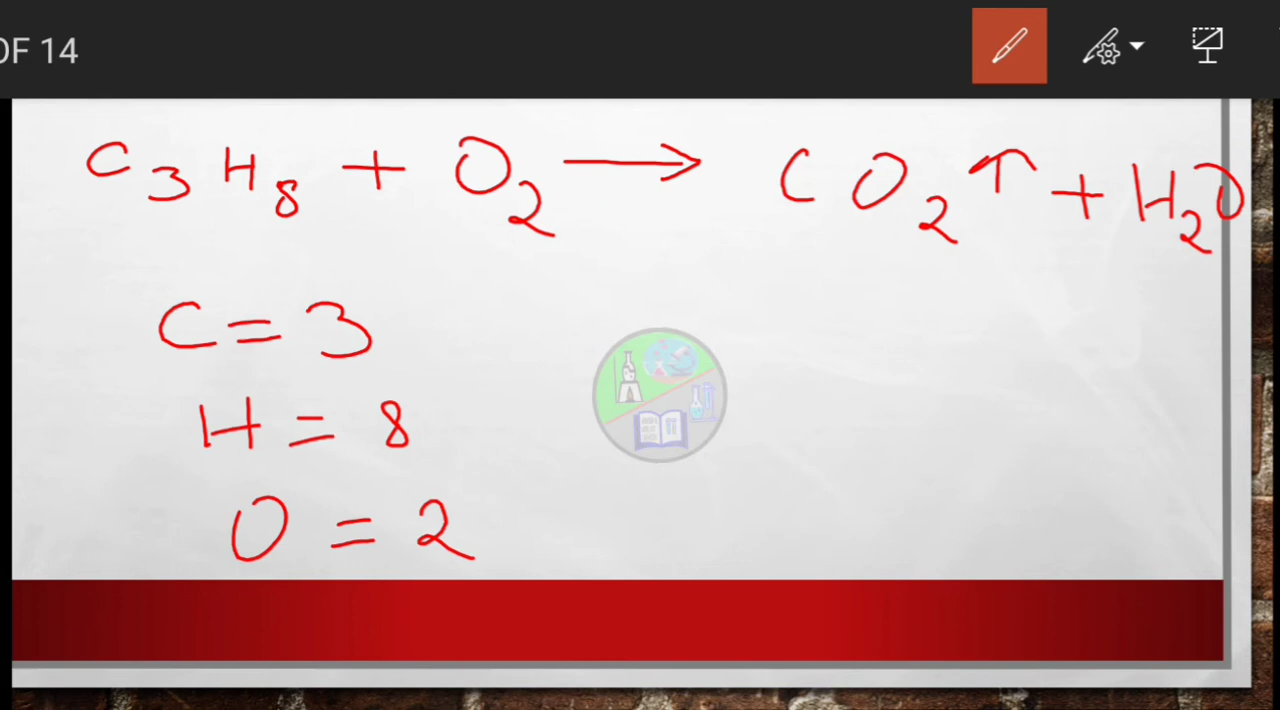 OF 14
C₃H₈ + O₂ → CO₂↑ + H₂O
C = 3
H = 8
O = 2